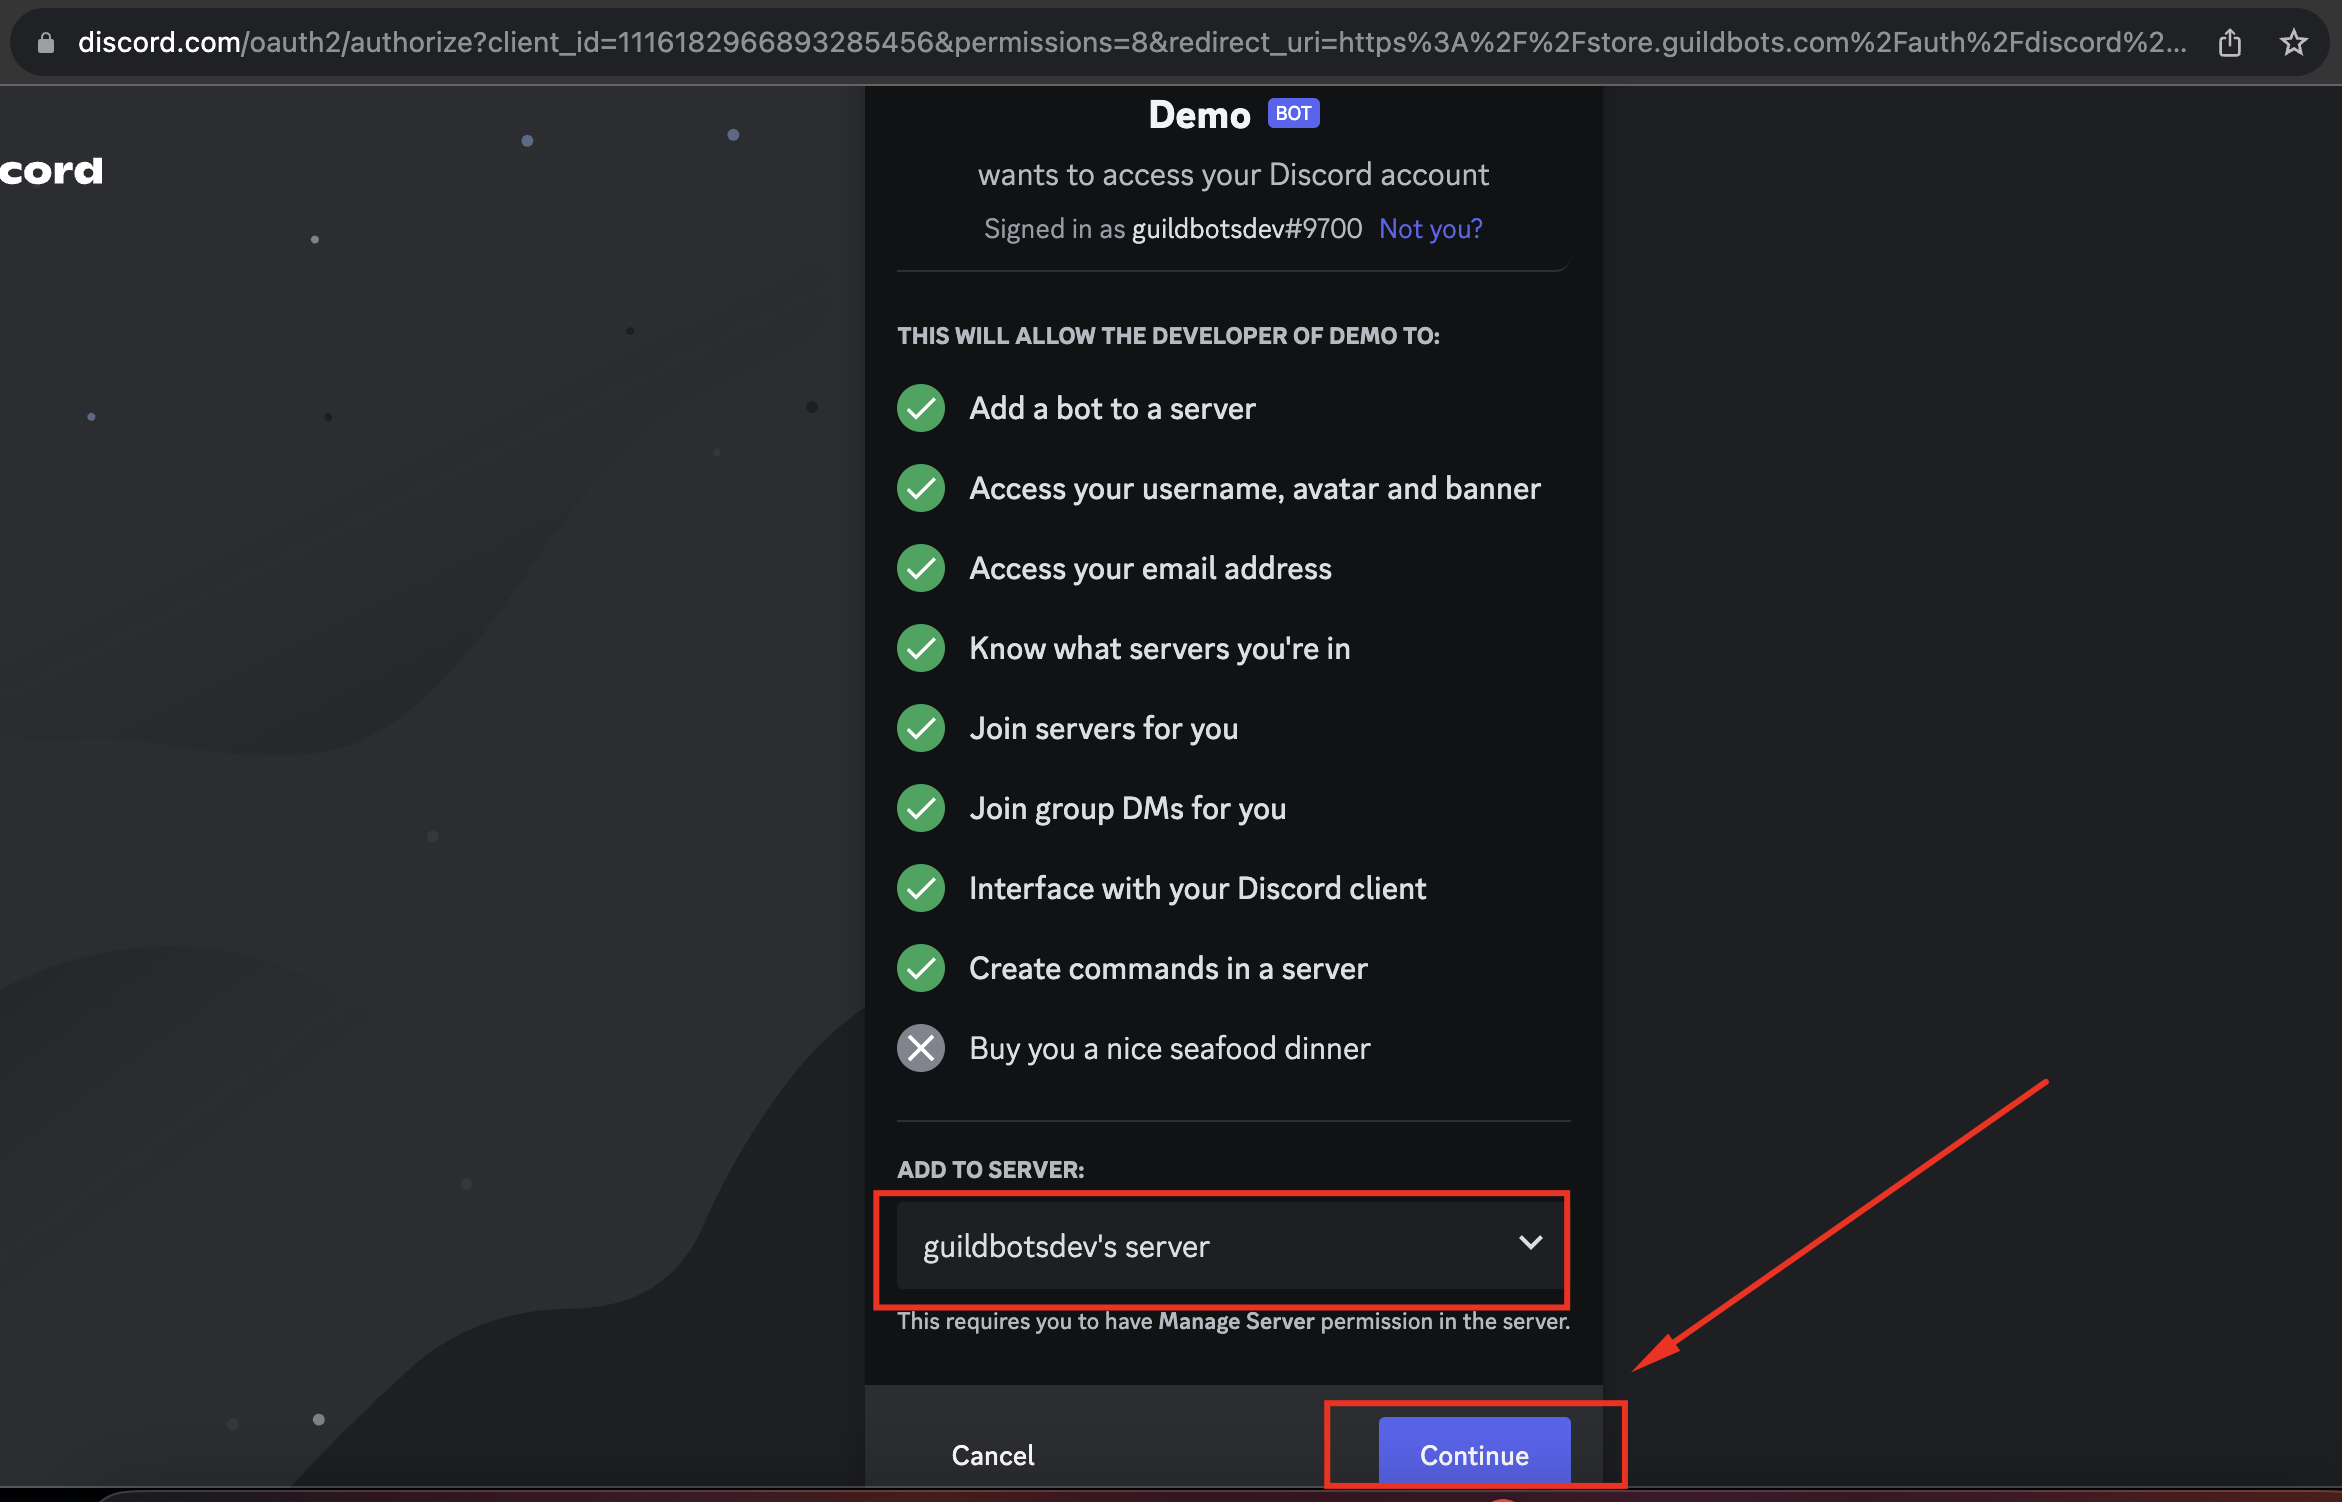 discord.com/oauth2/authorize?client_id=1116182966893285456&permissions=8&redirect_uri=https%3A%2F%2Fstore.guildbots.com%2Fauth%2Fdiscord%2...
cord
Demo BOT
wants to access your Discord account
Signed in as guildbotsdev#9700 Not you?
THIS WILL ALLOW THE DEVELOPER OF DEMO TO:
Add a bot to a server
Access your username, avatar and banner
Access your email address
Know what servers you're in
Join servers for you
Join group DMs for you
Interface with your Discord client
Create commands in a server
Buy you a nice seafood dinner
ADD TO SERVER:
guildbotsdev's server
This requires you to have Manage Server permission in the server.
Cancel
Continue